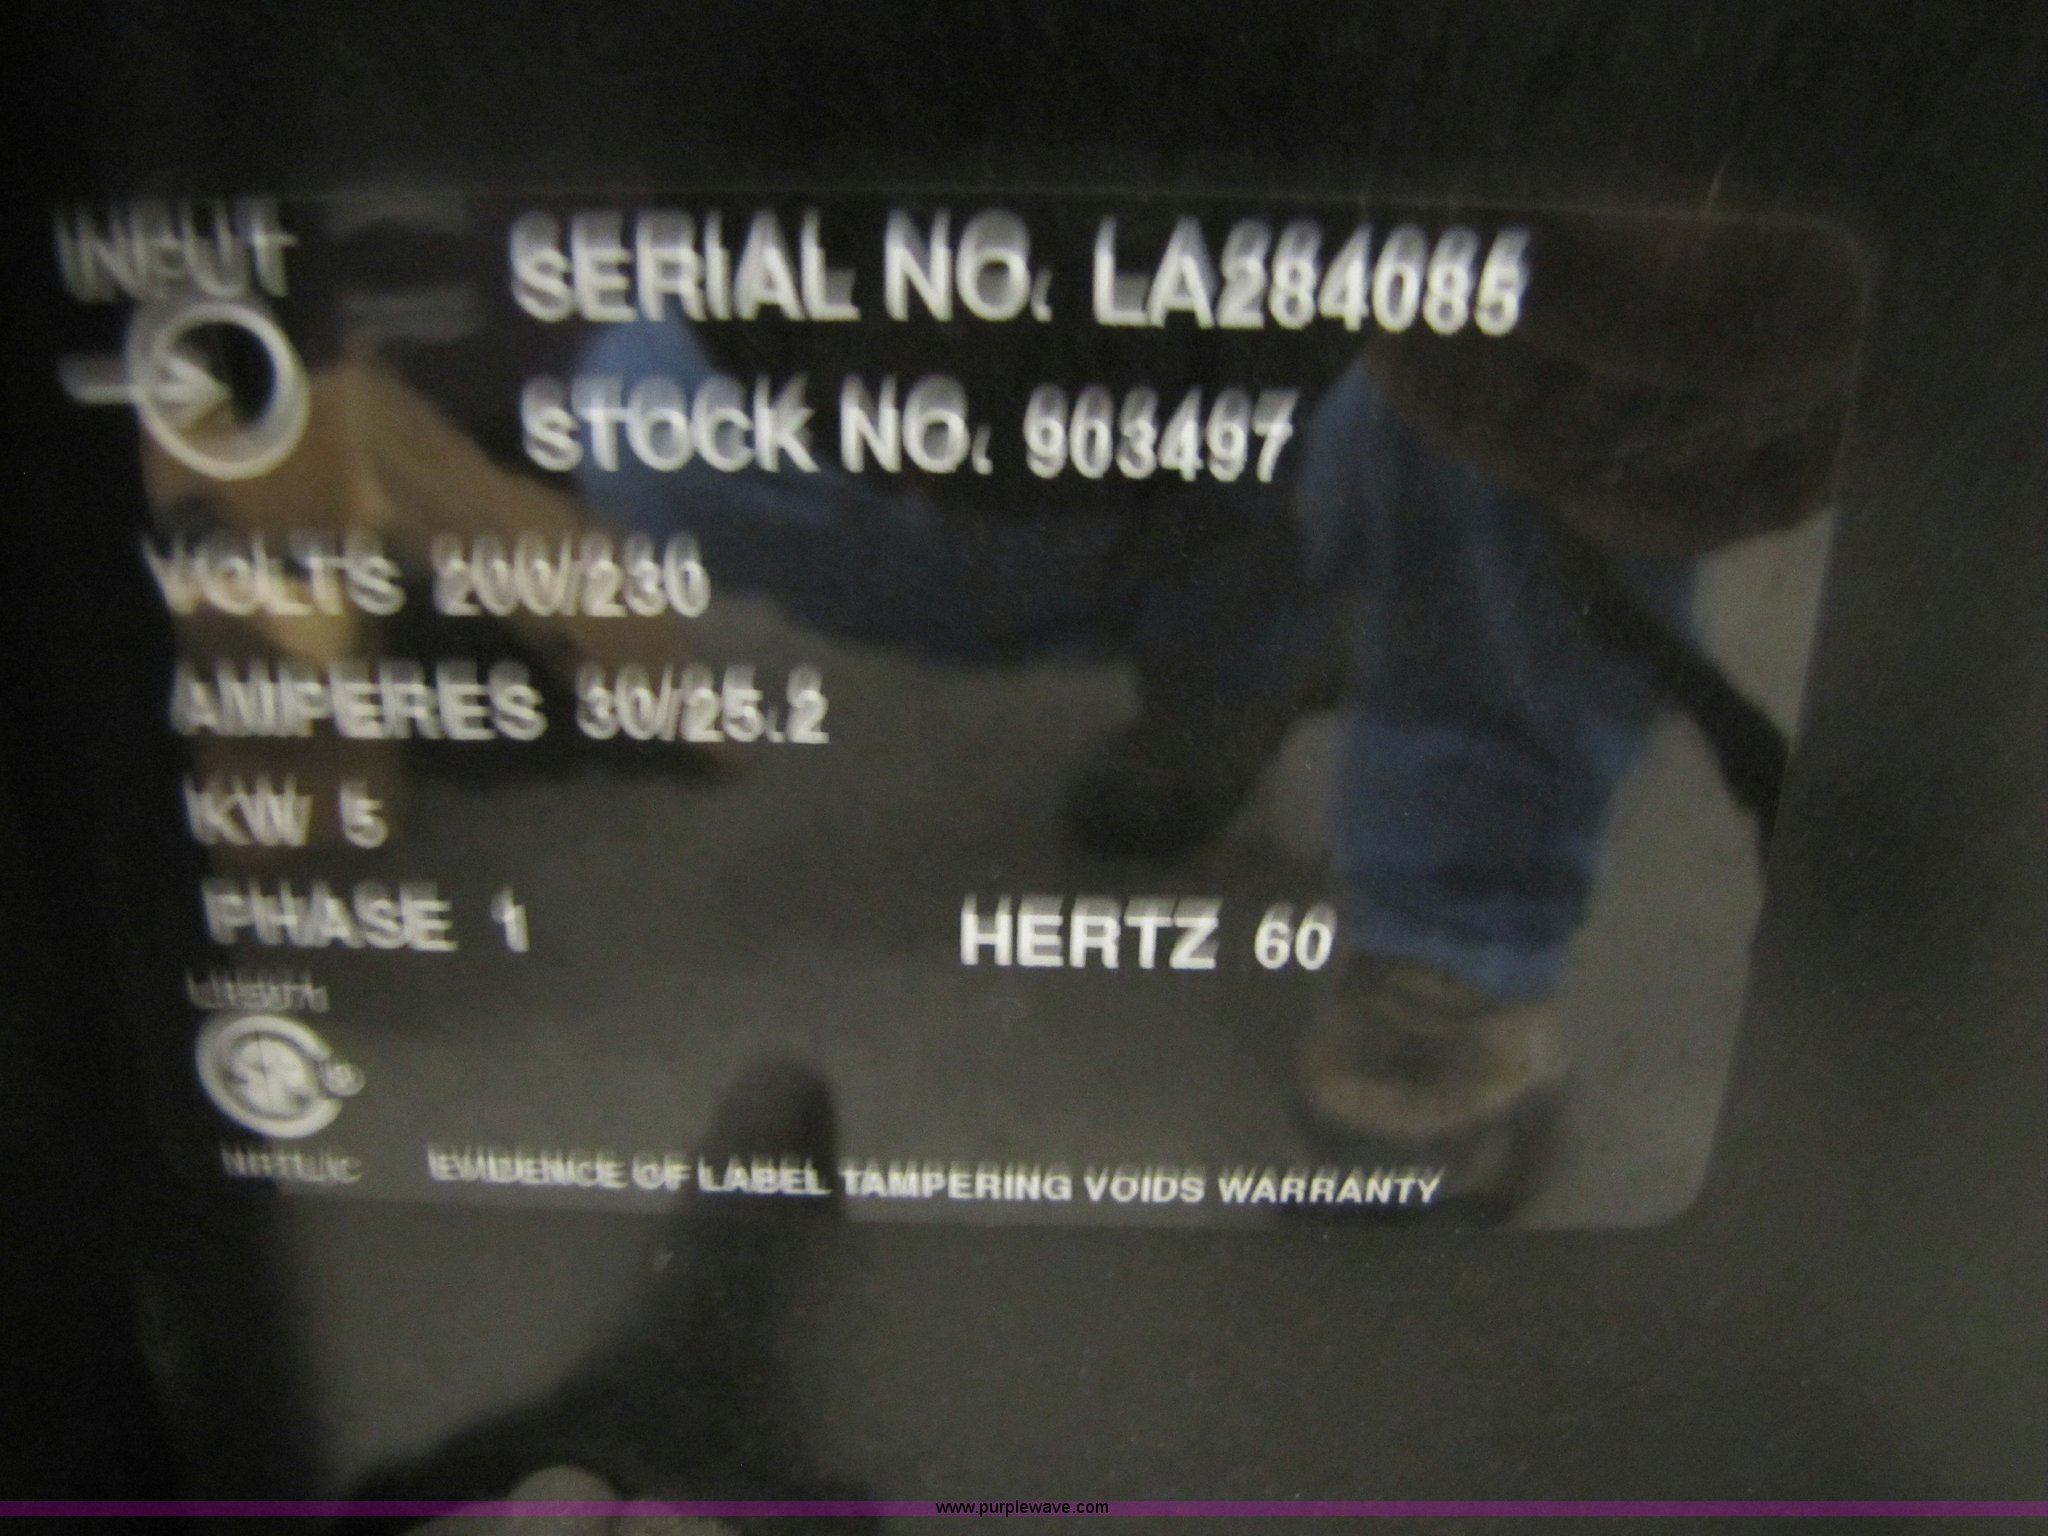 INPUT
SERIAL NO. LA284085
STOCK NO. 903497
VOLTS 200/230
AMPERES 30/25.2
KW 5
PHASE 1
HERTZ 60
NRTL/C
EVIDENCE OF LABEL TAMPERING VOIDS WARRANTY
www.purplewave.com